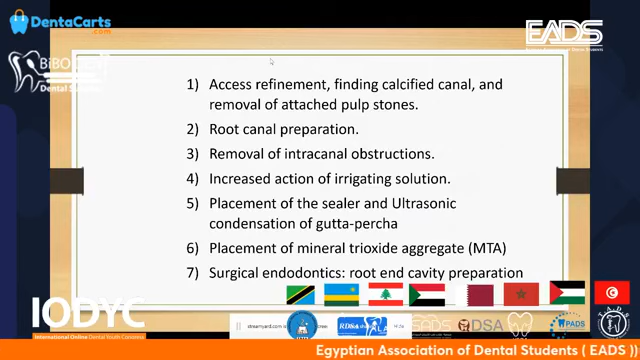 DentaCarts
.com
EADS
BiBO
Dental Students
1) Access refinement, finding calcified canal, and
removal of attached pulp stones.
2) Root canal preparation.
3) Removal of intracanal obstructions.
4) Increased action of irrigating solution.
5) Placement of the sealer and Ultrasonic
condensation of gutta-percha
6) Placement of mineral trioxide aggregate (MTA)
7) Surgical endodontics: root end cavity preparation
IODYC
International Online Dental Youth Congress
RDSA
EADS
DSA
PADS
Egyptian Association of Dental Students ( EADS ))